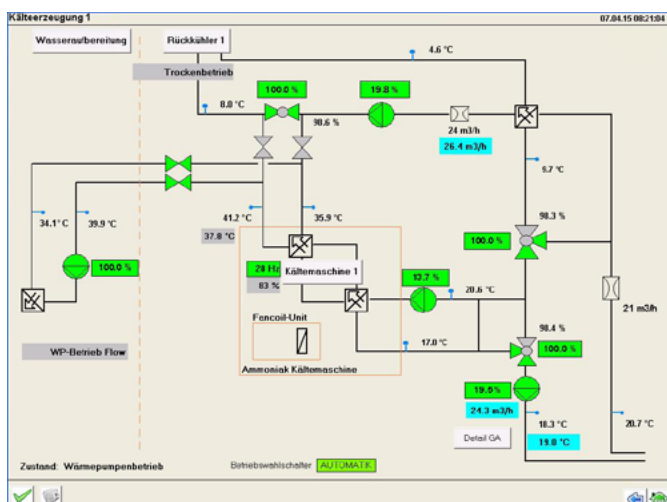 Kälteerzeugung 1
07.04.15 08:21:04
Wasseraufbereitung
Rückkühler 1
4.6 °C
Trockenbetrieb
100.0 %
19.8 %
8.0 °C
98.6 %
24 m3/h
26.4 m3/h
9.7 °C
34.1°C
39.9 °C
41.2 °C
35.9 °C
98.3 %
37.8 °C
100.0 %
100.0 %
28 Hz
Kältemaschine 1
83 %
13.7 %
20.6 °C
21 m3/h
Fancoil-Unit
98.4 %
WP-Betrieb Flow
17.0 °C
100.0 %
Ammoniak Kältemaschine
19.6 %
24.3 m3/h
18.3 °C
20.7 °C
Detail GA
19.0 °C
Zustand: Wärmepumpenbetrieb
Betriebswahlschalter
AUTOMATIK